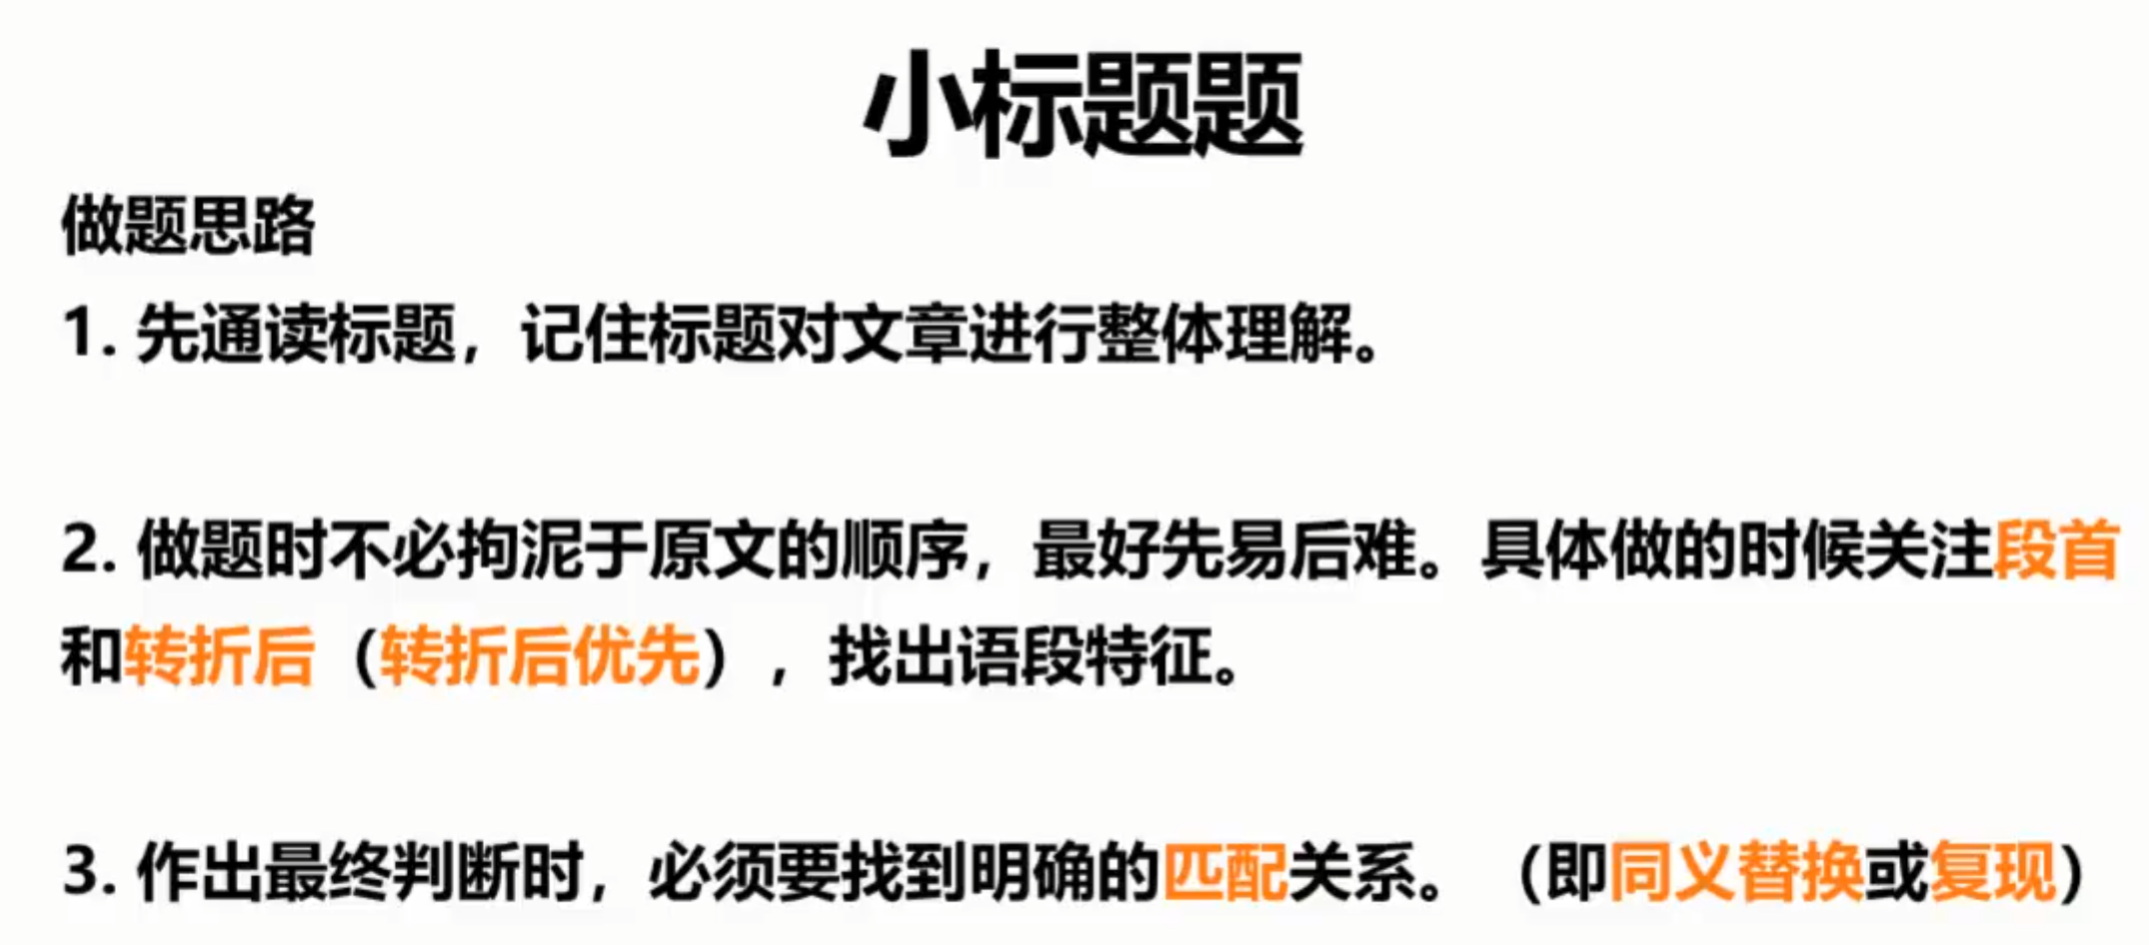 小标题题
做题思路
1. 先通读标题，记住标题对文章进行整体理解。
2. 做题时不必拘泥于原文的顺序，最好先易后难。具体做的时候关注段首
和转折后（转折后优先），找出语段特征。
3. 作出最终判断时，必须要找到明确的匹配关系。（即同义替换或复现）